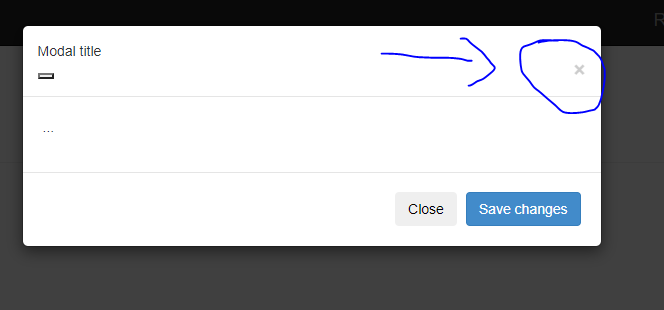 R
Modal title
×
...
Close
Save changes